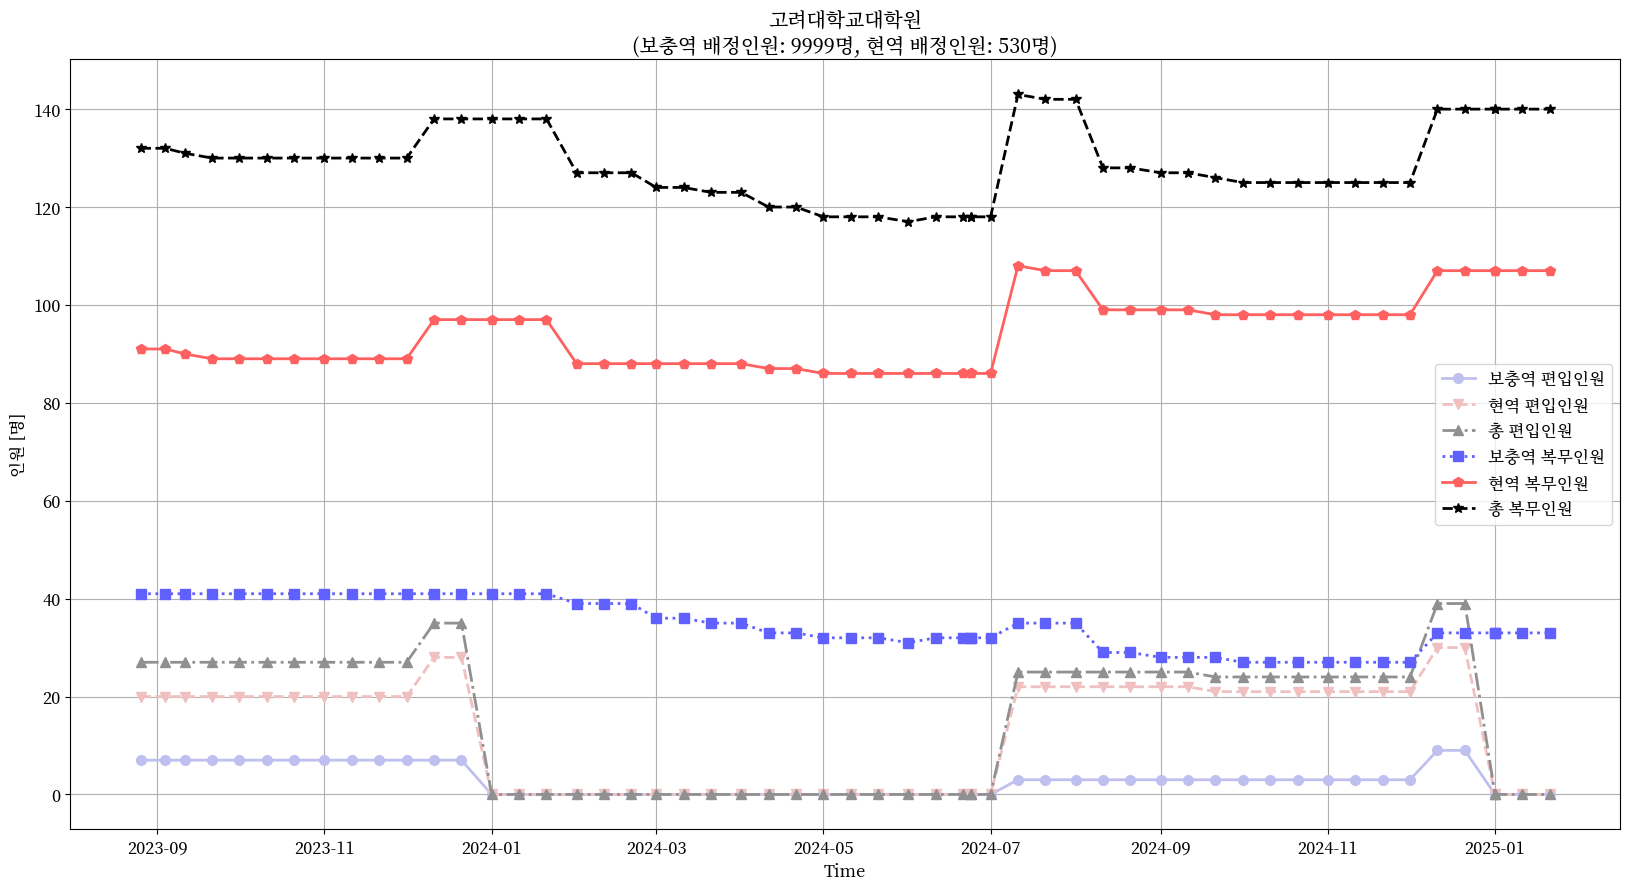 고려대학교대학원
(보충역 배정인원: 9999명, 현역 배정인원: 530명)
인원 [명]
140
120
100
80
60
40
20
0
보충역 편입인원
현역 편입인원
총 편입인원
보충역 복무인원
현역 복무인원
총 복무인원
2023-09
2023-11
2024-01
2024-03
2024-05
2024-07
2024-09
2024-11
2025-01
Time